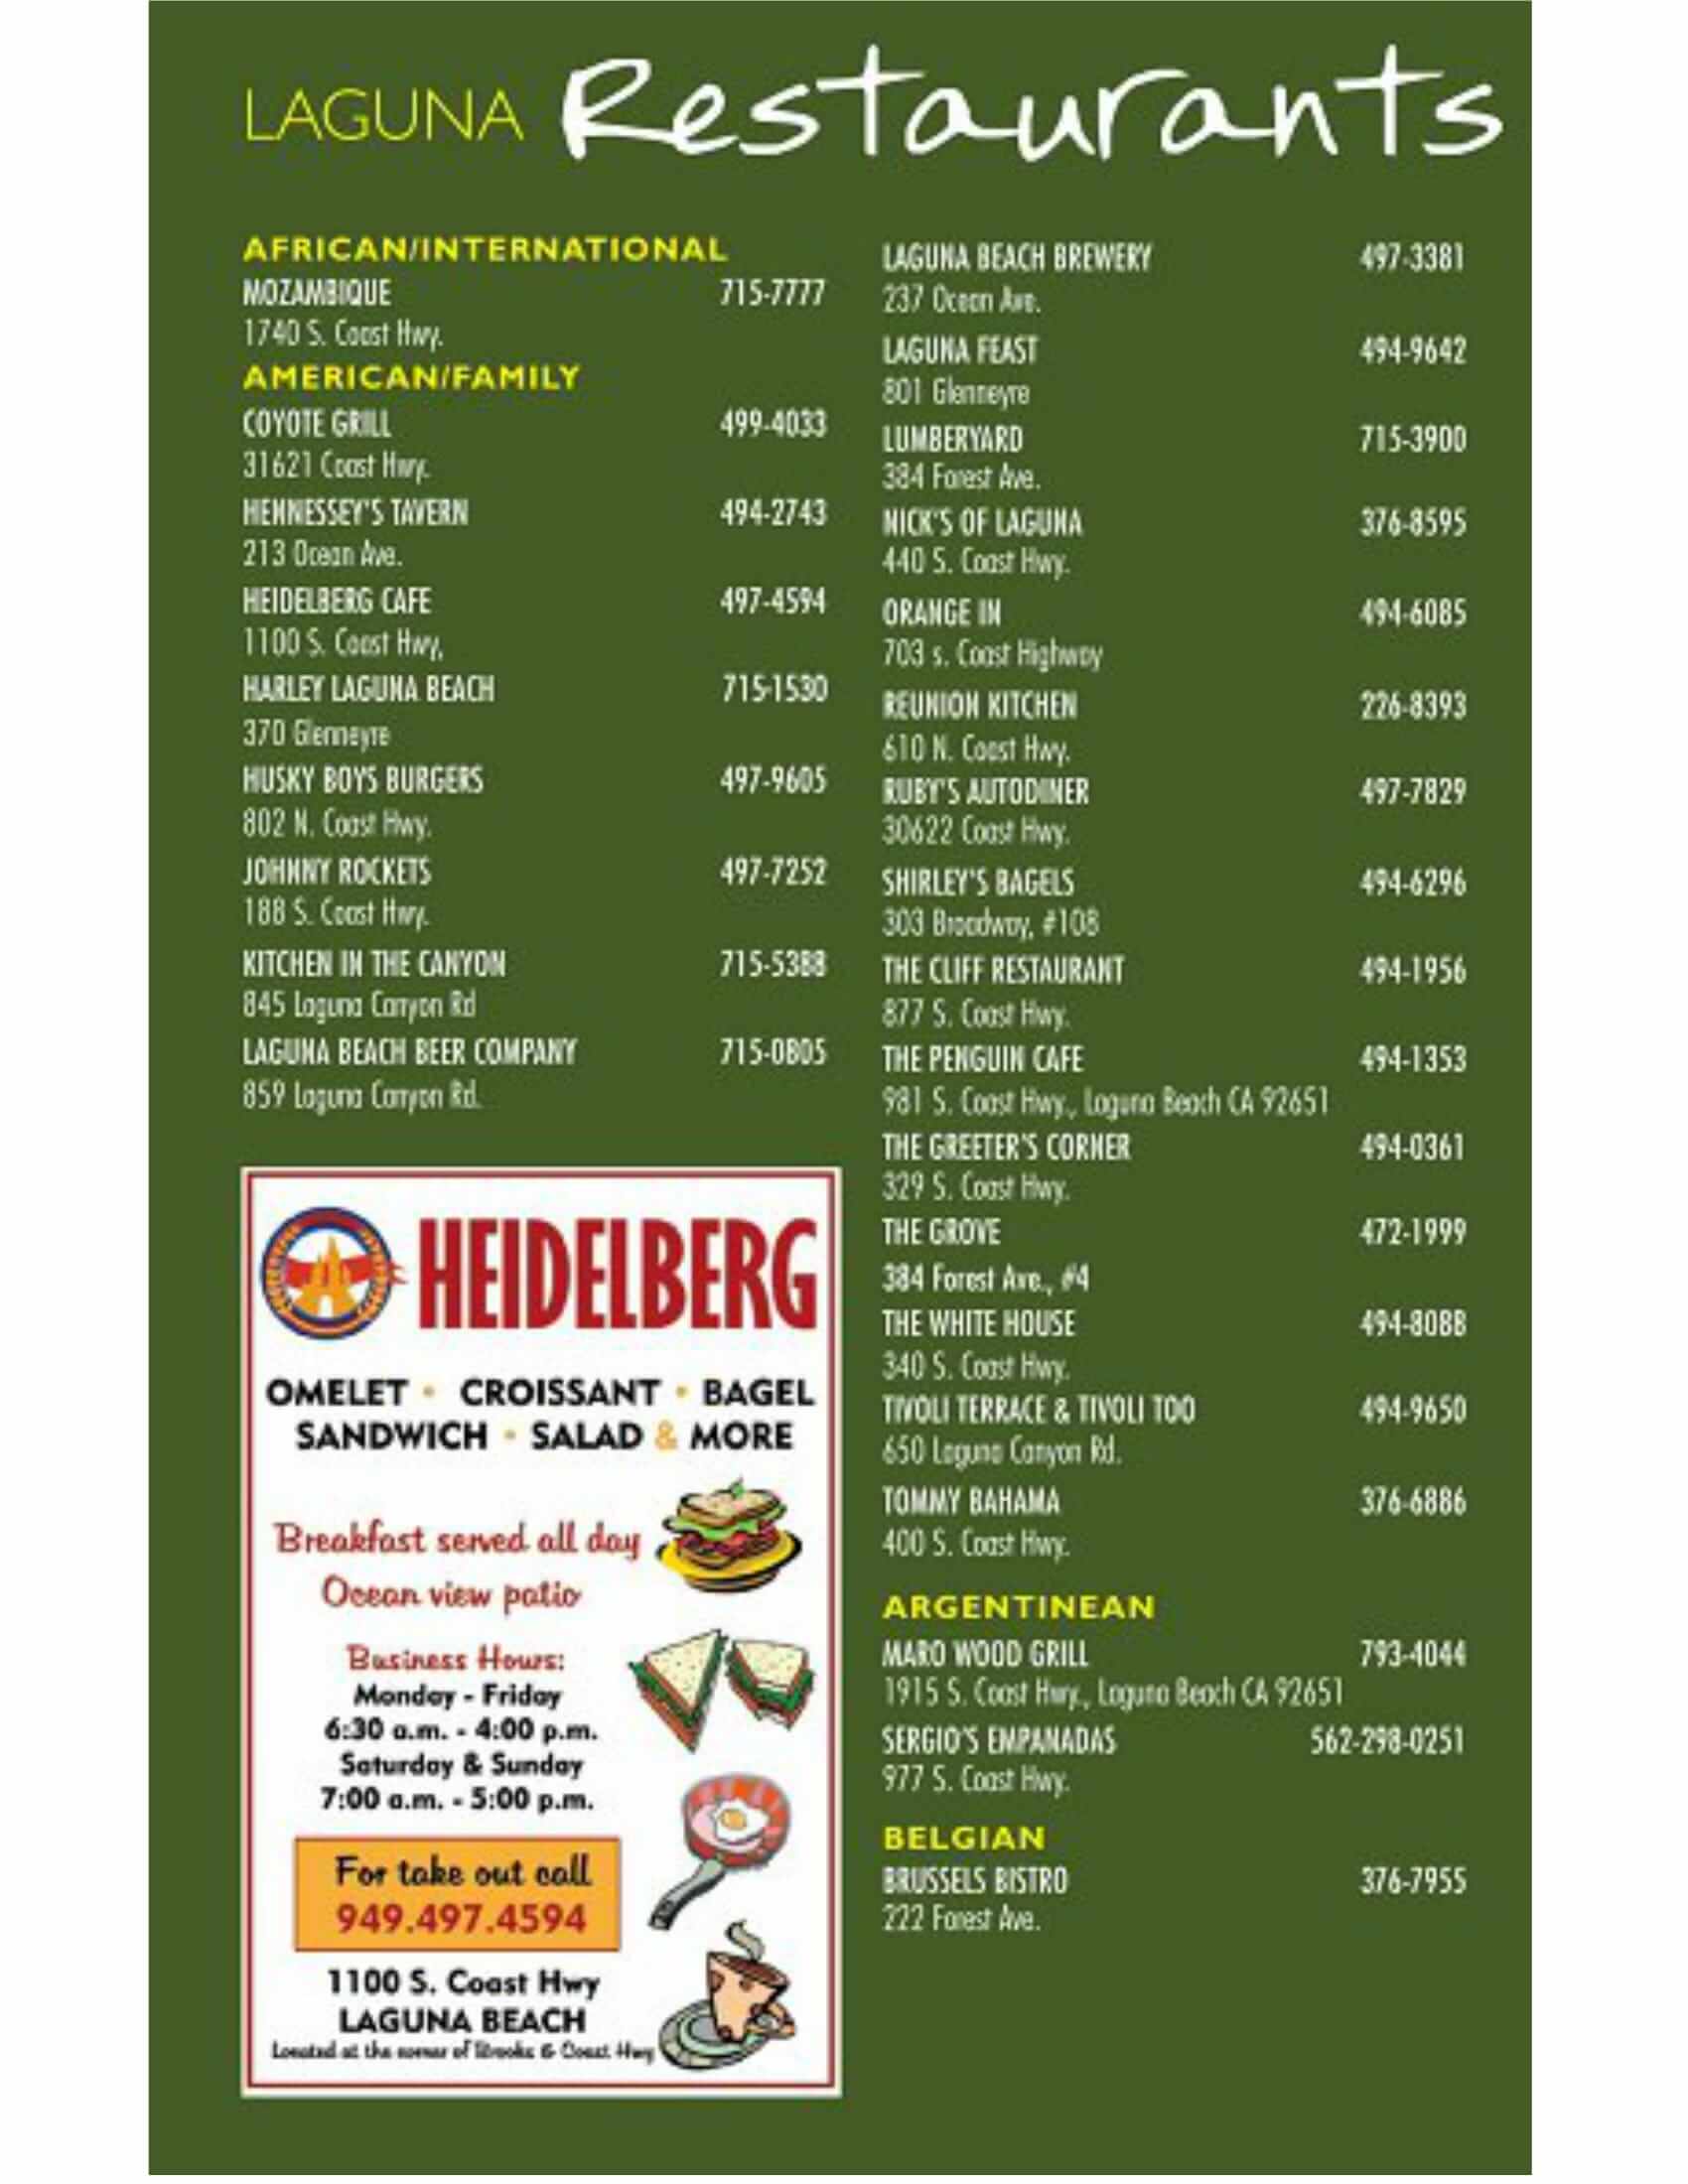 LAGUNA Restaurants
AFRICAN/INTERNATIONAL
MOZAMBIQUE 715-7777
1740 S. Coast Hwy.
AMERICAN/FAMILY
COYOTE GRILL 499-4033
31621 Coast Hwy.
HENNESSEY'S TAVERN 494-2743
213 Ocean Ave.
HEIDELBERG CAFE 497-4594
1100 S. Coast Hwy,
HARLEY LAGUNA BEACH 715-1530
370 Glenneyre
HUSKY BOYS BURGERS 497-9605
802 N. Coast Hwy.
JOHNNY ROCKETS 497-7252
188 S. Coast Hwy.
KITCHEN IN THE CANYON 715-5388
845 Laguna Canyon Rd
LAGUNA BEACH BEER COMPANY 715-0805
859 Laguna Canyon Rd.
HEIDELBERG
OMELET • CROISSANT • BAGEL
SANDWICH • SALAD & MORE
Breakfast served all day
Ocean view patio
Business Hours:
Monday - Friday
6:30 a.m. - 4:00 p.m.
Saturday & Sunday
7:00 a.m. - 5:00 p.m.
For take out call
949.497.4594
1100 S. Coast Hwy
LAGUNA BEACH
Located at the corner of Brooks & Coast Hwy
LAGUNA BEACH BREWERY 497-3381
237 Ocean Ave.
LAGUNA FEAST 494-9642
801 Glenneyre
LUMBERYARD 715-3900
384 Forest Ave.
NICK'S OF LAGUNA 376-8595
440 S. Coast Hwy.
ORANGE IN 494-6085
703 s. Coast Highway
REUNION KITCHEN 226-8393
610 N. Coast Hwy.
RUBY'S AUTODINER 497-7829
30622 Coast Hwy.
SHIRLEY'S BAGELS 494-6296
303 Broadway, #108
THE CLIFF RESTAURANT 494-1956
877 S. Coast Hwy.
THE PENGUIN CAFE 494-1353
981 S. Coast Hwy., Laguna Beach CA 92651
THE GREETER'S CORNER 494-0361
329 S. Coast Hwy.
THE GROVE 472-1999
384 Forest Ave., #4
THE WHITE HOUSE 494-8088
340 S. Coast Hwy.
TIVOLI TERRACE & TIVOLI TOO 494-9650
650 Laguna Canyon Rd.
TOMMY BAHAMA 376-6886
400 S. Coast Hwy.
ARGENTINEAN
MARO WOOD GRILL 793-4044
1915 S. Coast Hwy., Laguna Beach CA 92651
SERGIO'S EMPANADAS 562-298-0251
977 S. Coast Hwy.
BELGIAN
BRUSSELS BISTRO 376-7955
222 Forest Ave.